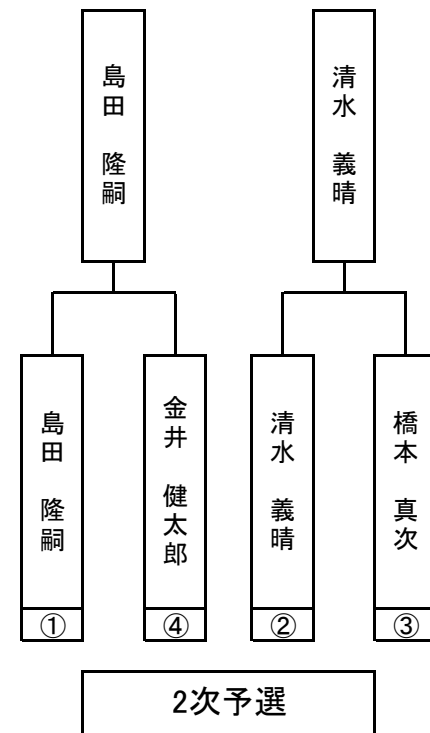 島田 隆嗣
清水 義晴
島田 隆嗣
金井 健太郎
清水 義晴
橋本 真次
① ④ ② ③
2次予選